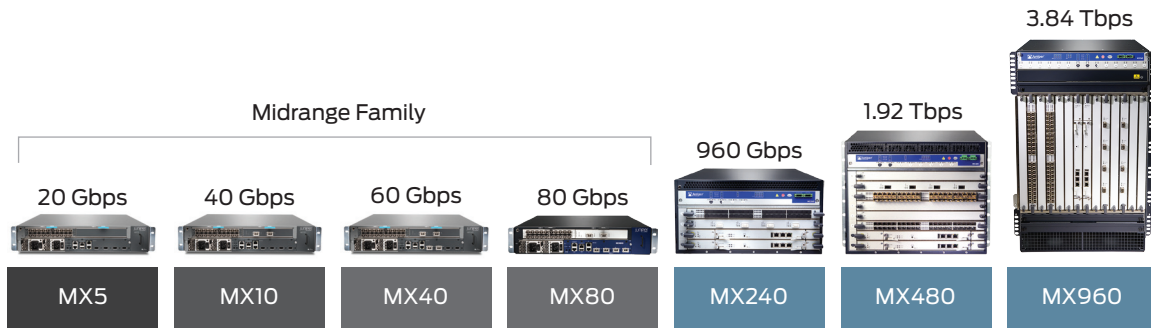 3.84 Tbps
Midrange Family
1.92 Tbps
960 Gbps
20 Gbps
40 Gbps
60 Gbps
80 Gbps
MX5
MX10
MX40
MX80
MX240
MX480
MX960